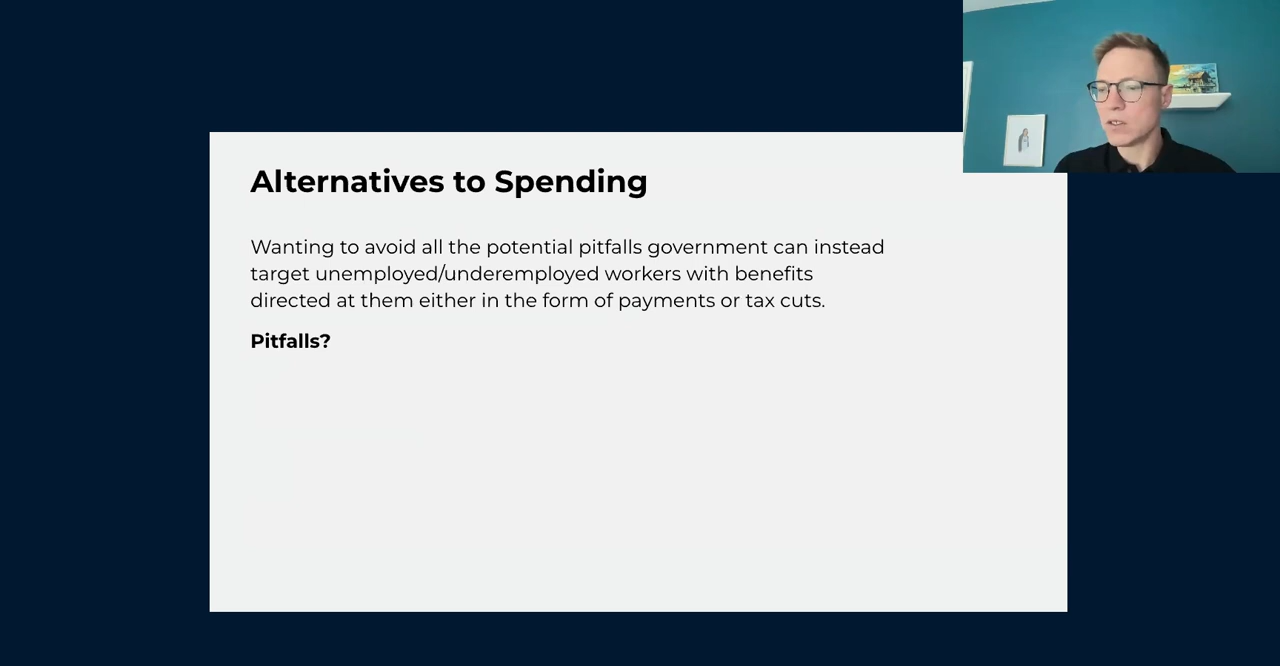 Alternatives to Spending
Wanting to avoid all the potential pitfalls government can instead
target unemployed/underemployed workers with benefits
directed at them either in the form of payments or tax cuts.
Pitfalls?